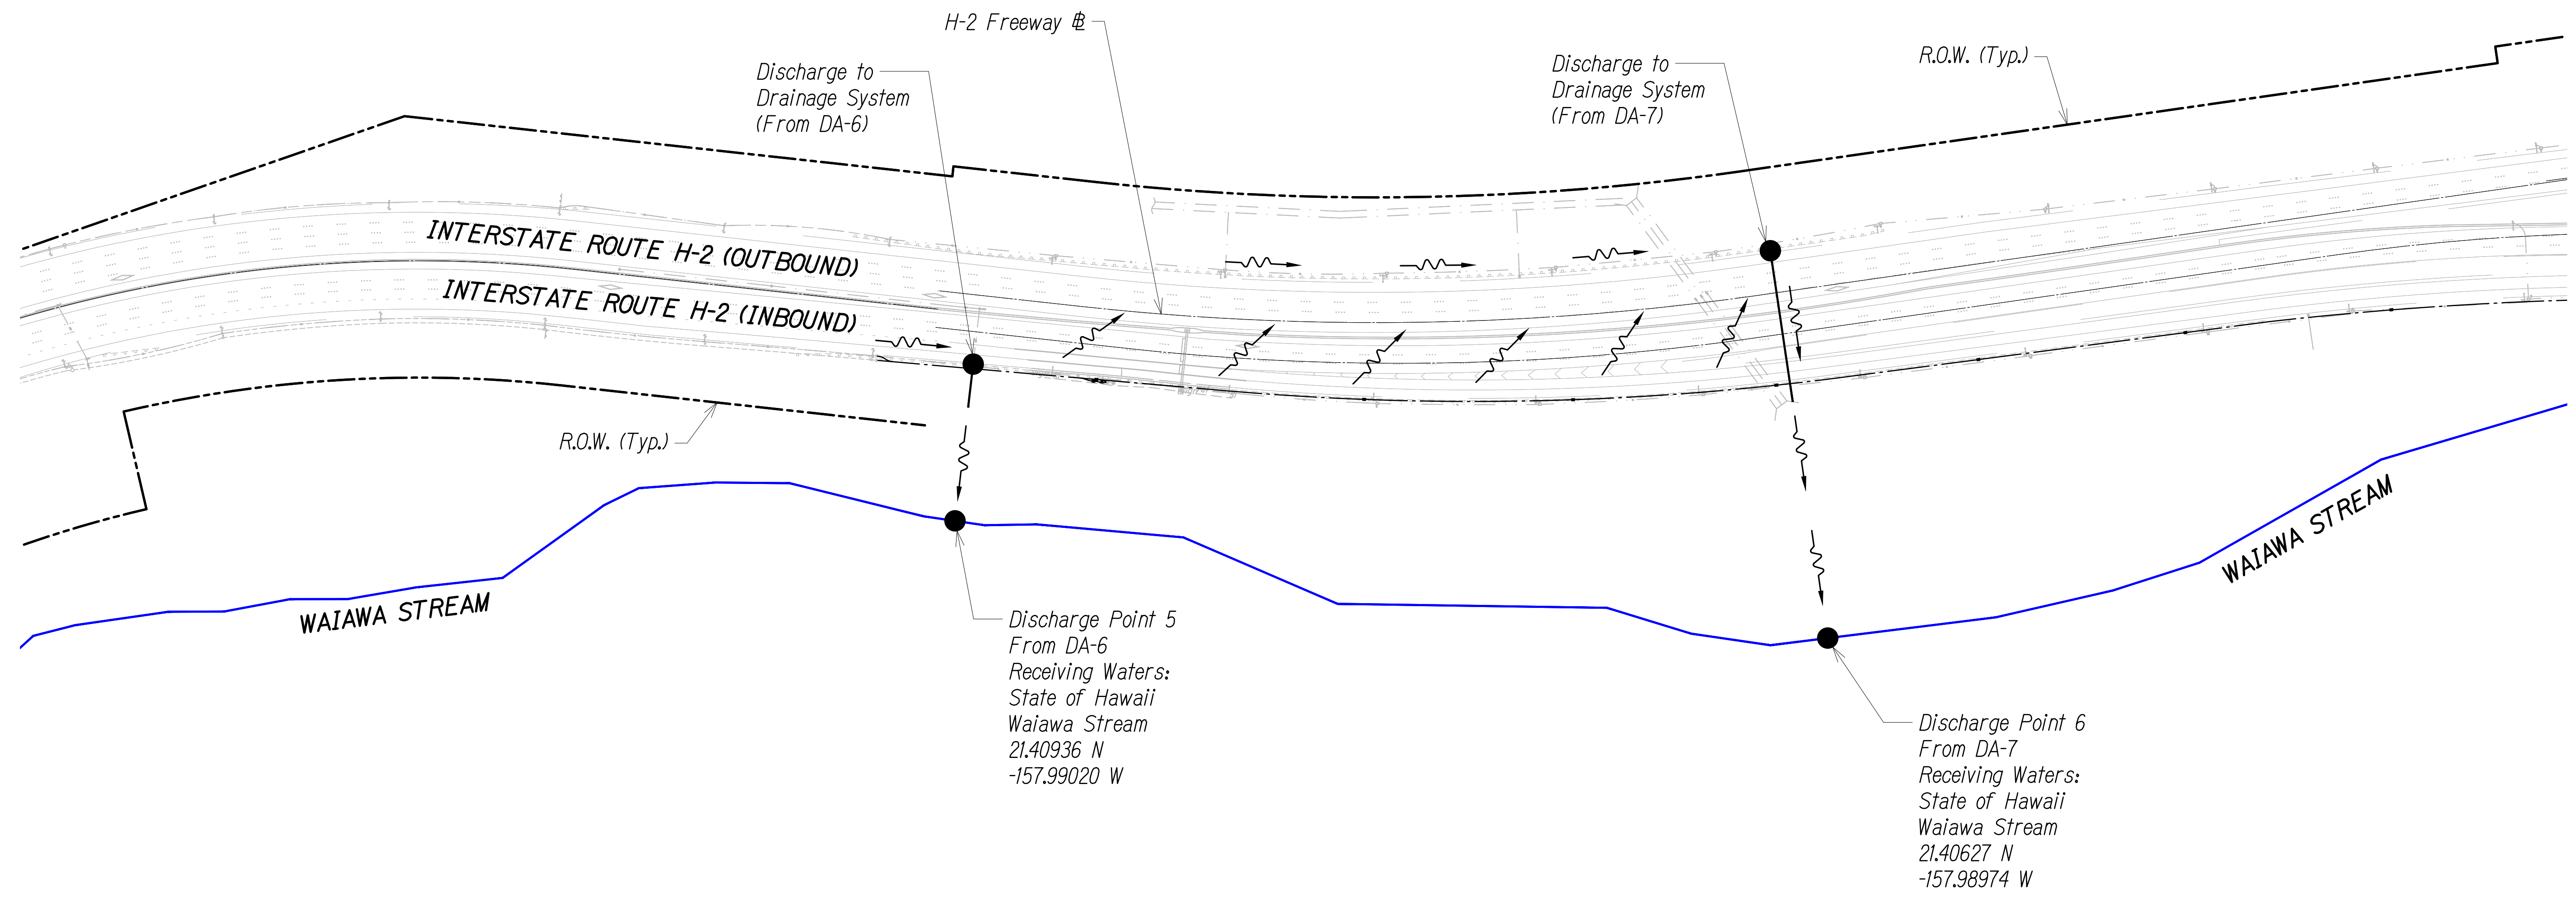 H-2 Freeway ⅊
Discharge to
Drainage System
(From DA-6)
Discharge to
Drainage System
(From DA-7)
R.O.W. (Typ.)
INTERSTATE ROUTE H-2 (OUTBOUND)
INTERSTATE ROUTE H-2 (INBOUND)
R.O.W. (Typ.)
WAIAWA STREAM
WAIAWA STREAM
Discharge Point 5
From DA-6
Receiving Waters:
State of Hawaii
Waiawa Stream
21.40936 N
-157.99020 W
Discharge Point 6
From DA-7
Receiving Waters:
State of Hawaii
Waiawa Stream
21.40627 N
-157.98974 W